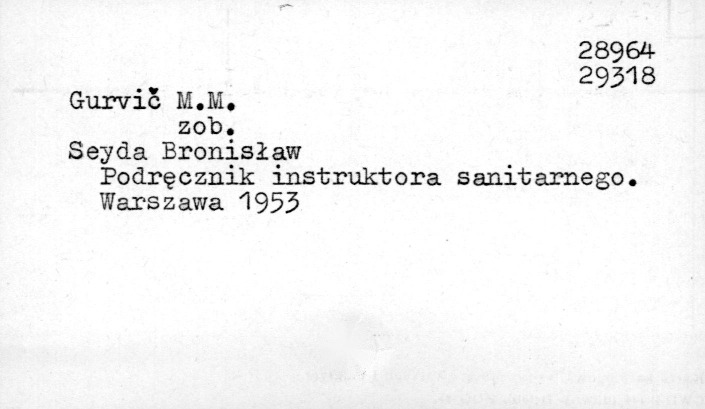 28964
29318
Gurvič M.M.
zob.
Seyda Bronisław
Podręcznik instruktora sanitarnego.
Warszawa 1953